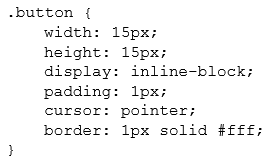 .button {
    width: 15px;
    height: 15px;
    display: inline-block;
    padding: 1px;
    cursor: pointer;
    border: 1px solid #fff;
}